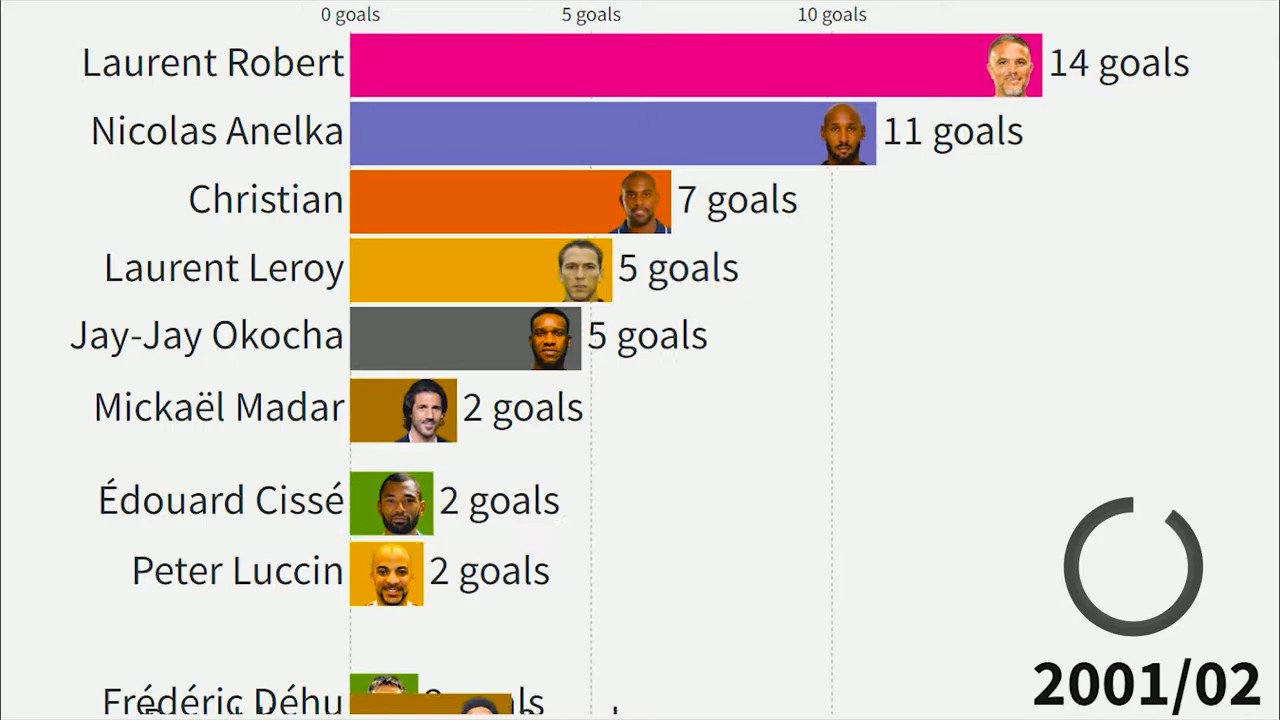 0 goals 5 goals 10 goals
Laurent Robert 14 goals
Nicolas Anelka 11 goals
Christian 7 goals
Laurent Leroy 5 goals
Jay-Jay Okocha 5 goals
Mickaël Madar 2 goals
Édouard Cissé 2 goals
Peter Luccin 2 goals
Frédéric Déhu
2001/02